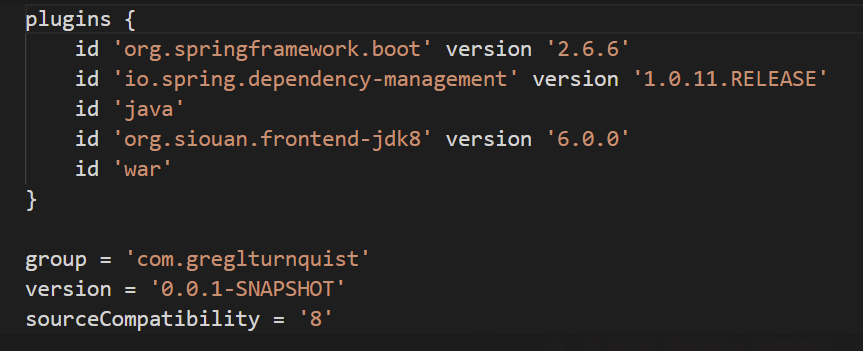 plugins {
    id 'org.springframework.boot' version '2.6.6'
    id 'io.spring.dependency-management' version '1.0.11.RELEASE'
    id 'java'
    id 'org.siouan.frontend-jdk8' version '6.0.0'
    id 'war'
}
group = 'com.greglturnquist'
version = '0.0.1-SNAPSHOT'
sourceCompatibility = '8'